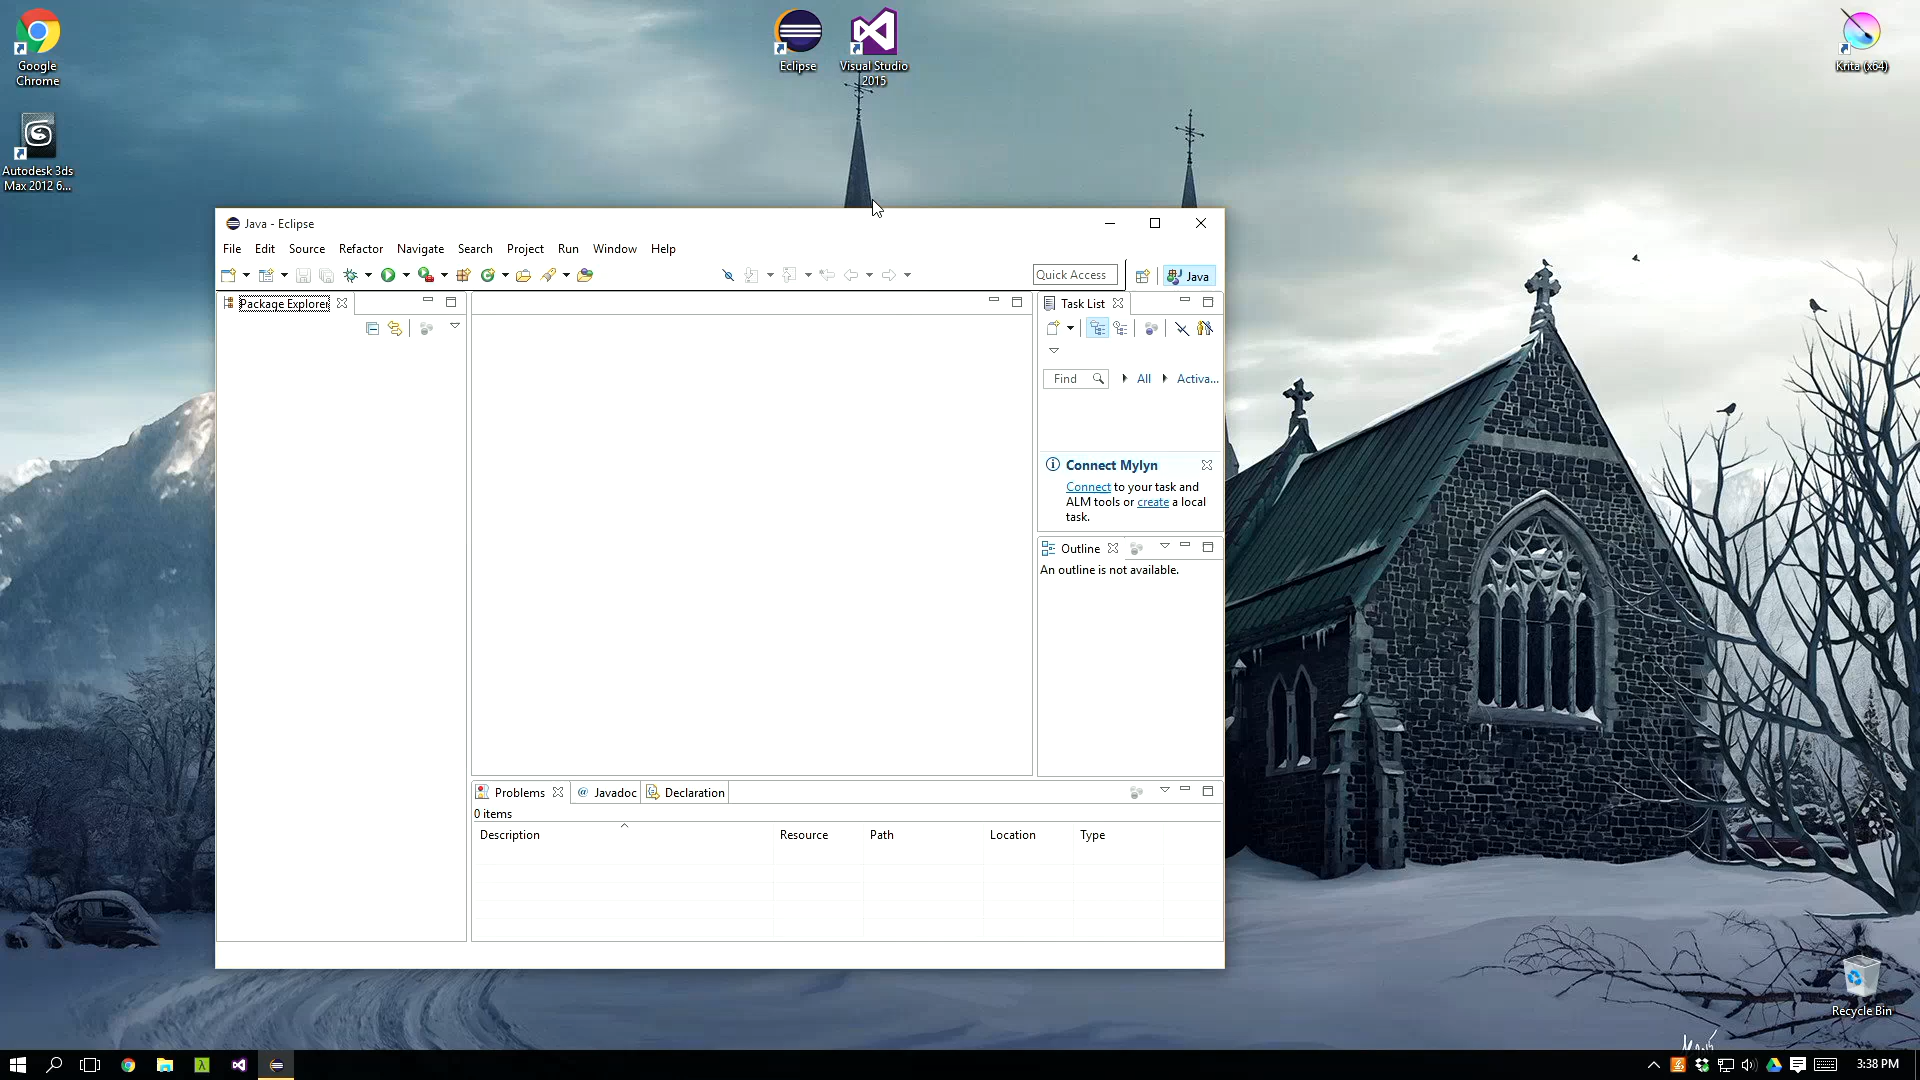 Google
Chrome
Autodesk 3ds
Max 2012 6...
Eclipse
Visual Studio
2015
Krita (x64)
Java - Eclipse
File Edit Source Refactor Navigate Search Project Run Window Help
Quick Access
Java
Package Explorer
Task List
Find
All
Activa...
Connect Mylyn
Connect to your task and
ALM tools or create a local
task.
Outline
An outline is not available.
Problems
@ Javadoc
Declaration
0 items
Description Resource Path Location Type
Recycle Bin
3:38 PM